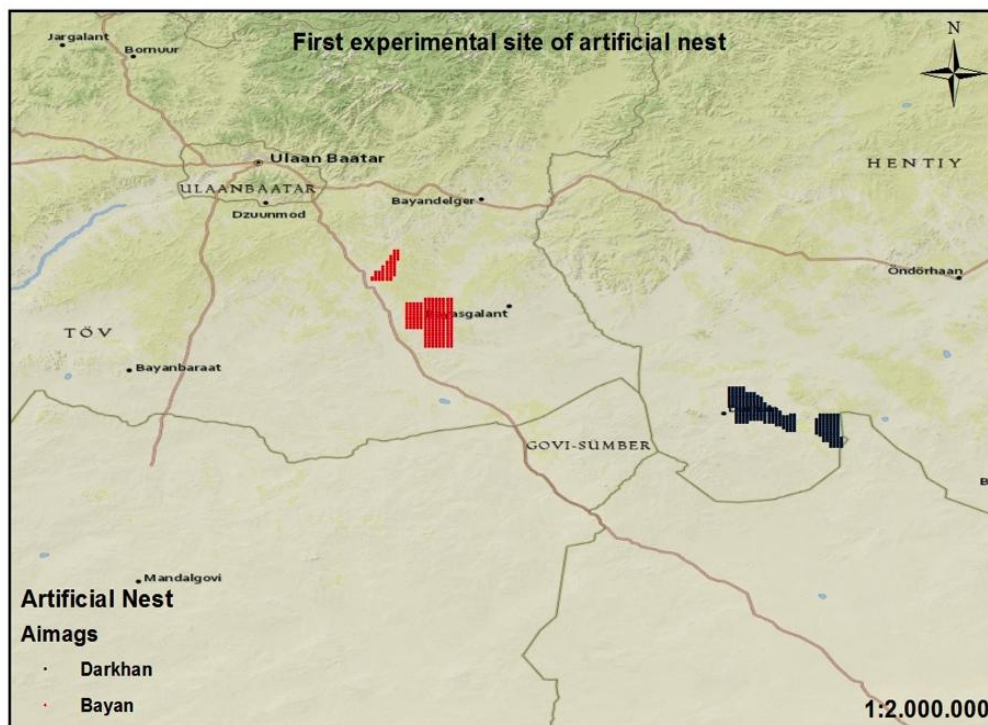 First experimental site of artificial nest
N
Jargalant
Bornuur
Ulaan Baatar
HENTIY
ULAANBAATAR
Bayandelger
Dzuunmod
Öndörhaan
TÖV
asgalant
Bayanbaraat
GOVI-SUMBER
B
Mandalgovi
Artificial Nest
Aimags
Darkhan
Bayan
1:2.000.000